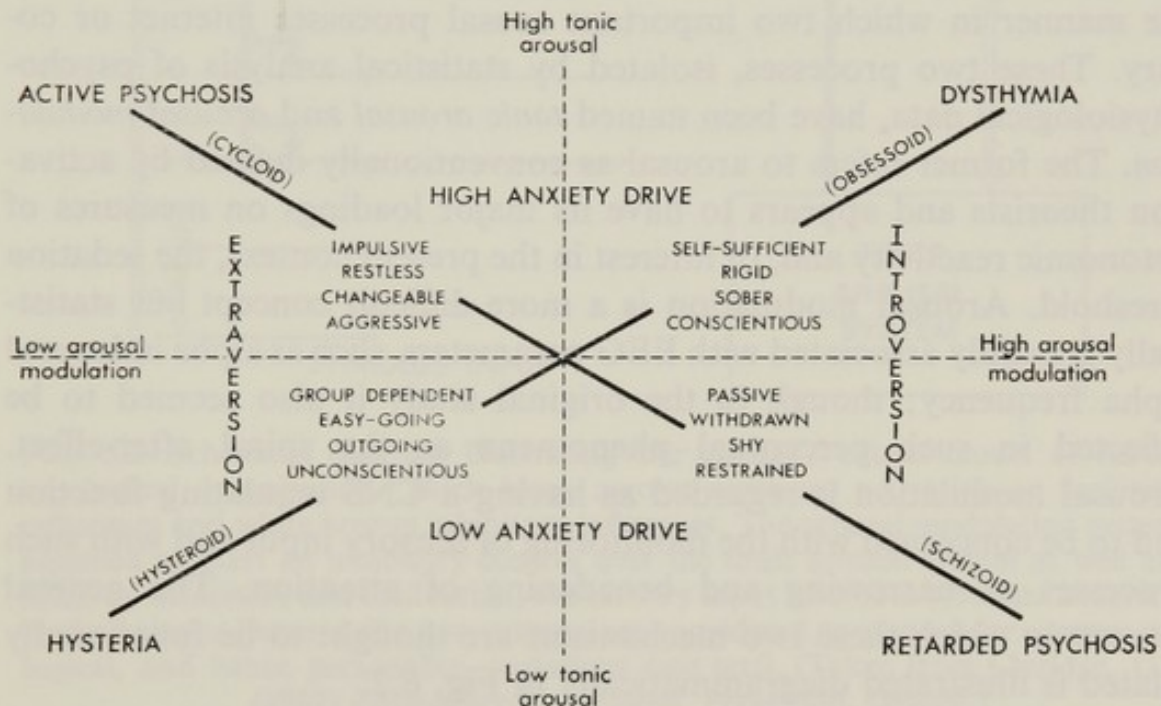 High tonic
arousal
ACTIVE PSYCHOSIS
DYSTHYMIA
(CYCLOID)
(OBSESSOID)
HIGH ANXIETY DRIVE
EXTRAVERSION
IMPULSIVE
RESTLESS
CHANGEABLE
AGGRESSIVE
SELF-SUFFICIENT
RIGID
SOBER
CONSCIENTIOUS
INTROVERSION
Low arousal
modulation
High arousal
modulation
GROUP DEPENDENT
EASY-GOING
OUTGOING
UNCONSCIENTIOUS
PASSIVE
WITHDRAWN
SHY
RESTRAINED
LOW ANXIETY DRIVE
(HYSTEROID)
(SCHIZOID)
HYSTERIA
RETARDED PSYCHOSIS
Low tonic
arousal